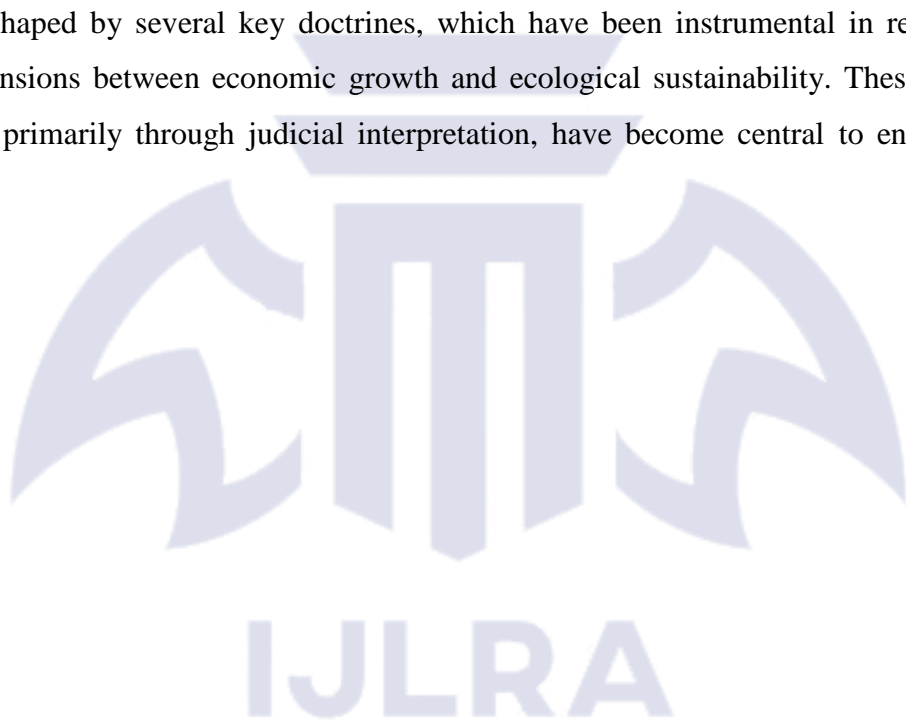 haped by several key doctrines, which have been instrumental in re
nsions between economic growth and ecological sustainability. Thes
primarily through judicial interpretation, have become central to en
IJLRA